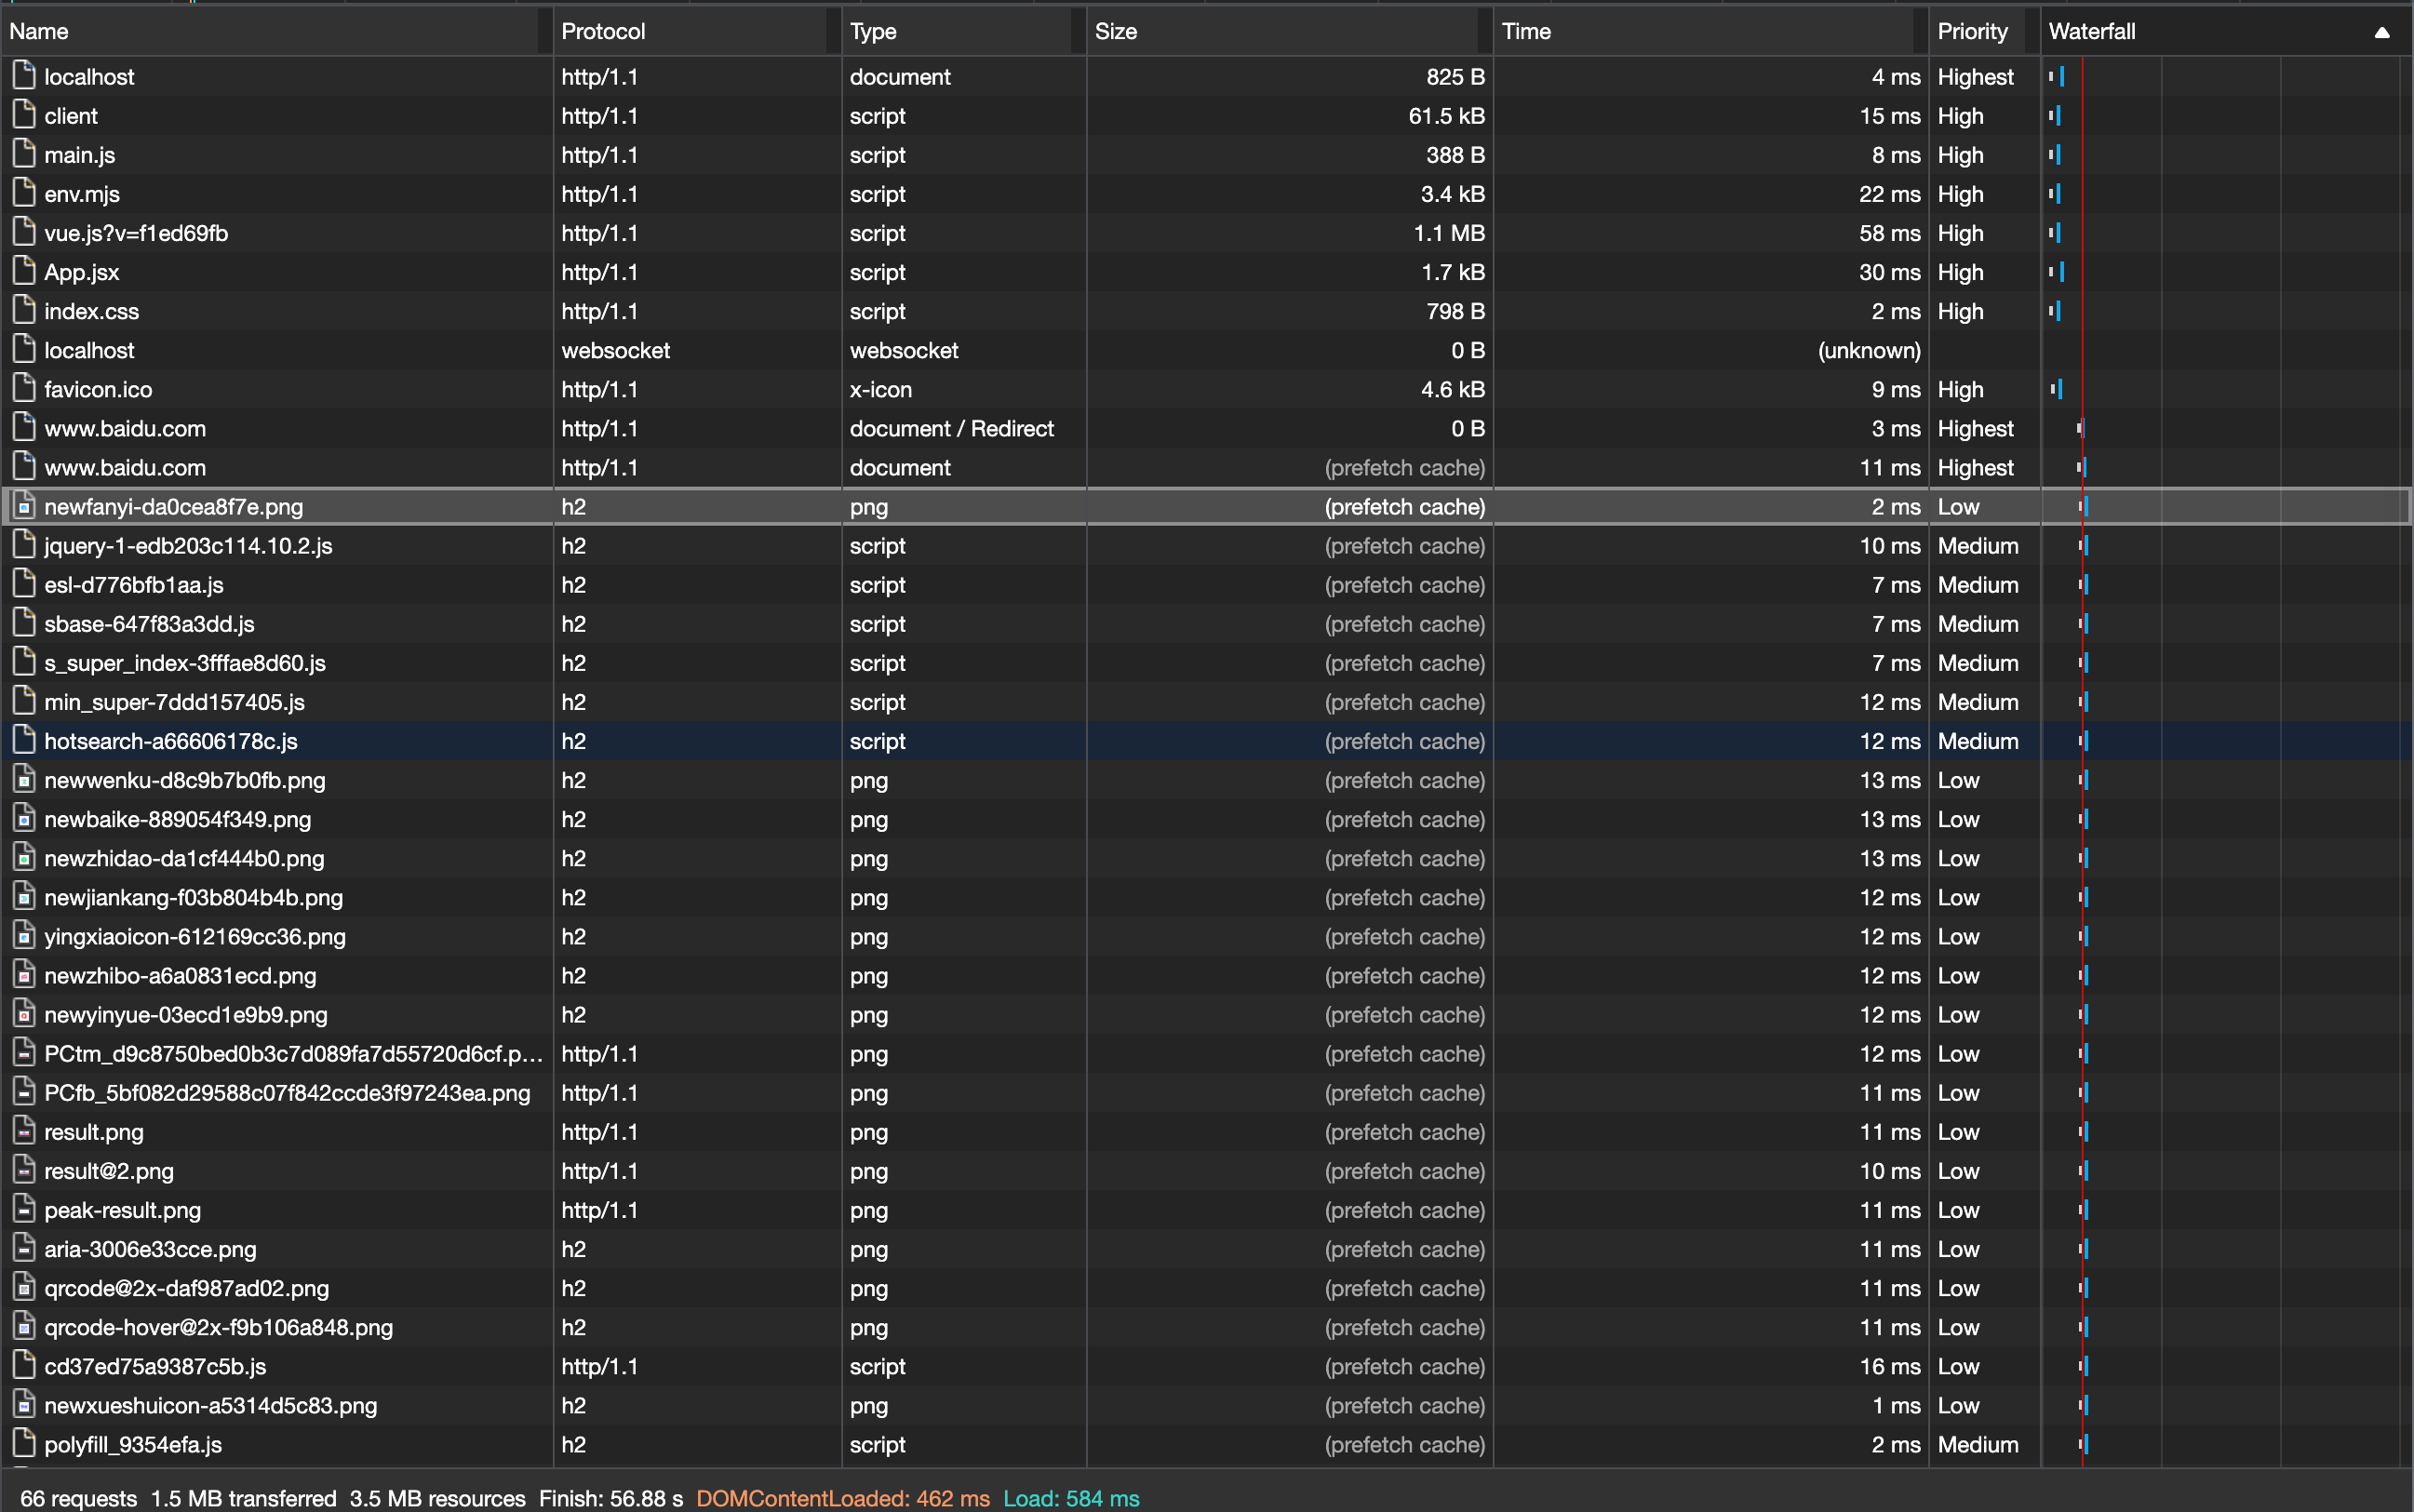 Name Protocol Type Size Time Priority Waterfall
localhost http/1.1 document 825 B 4 ms Highest
client http/1.1 script 61.5 kB 15 ms High
main.js http/1.1 script 388 B 8 ms High
env.mjs http/1.1 script 3.4 kB 22 ms High
vue.js?v=f1ed69fb http/1.1 script 1.1 MB 58 ms High
App.jsx http/1.1 script 1.7 kB 30 ms High
index.css http/1.1 script 798 B 2 ms High
localhost websocket websocket 0 B (unknown)
favicon.ico http/1.1 x-icon 4.6 kB 9 ms High
www.baidu.com http/1.1 document / Redirect 0 B 3 ms Highest
www.baidu.com http/1.1 document (prefetch cache) 11 ms Highest
newfanyi-da0cea8f7e.png h2 png (prefetch cache) 2 ms Low
jquery-1-edb203c114.10.2.js h2 script (prefetch cache) 10 ms Medium
esl-d776bfb1aa.js h2 script (prefetch cache) 7 ms Medium
sbase-647f83a3dd.js h2 script (prefetch cache) 7 ms Medium
s_super_index-3fffae8d60.js h2 script (prefetch cache) 7 ms Medium
min_super-7ddd157405.js h2 script (prefetch cache) 12 ms Medium
hotsearch-a66606178c.js h2 script (prefetch cache) 12 ms Medium
newwenku-d8c9b7b0fb.png h2 png (prefetch cache) 13 ms Low
newbaike-889054f349.png h2 png (prefetch cache) 13 ms Low
newzhidao-da1cf444b0.png h2 png (prefetch cache) 13 ms Low
newjiankang-f03b804b4b.png h2 png (prefetch cache) 12 ms Low
yingxiaoicon-612169cc36.png h2 png (prefetch cache) 12 ms Low
newzhibo-a6a0831ecd.png h2 png (prefetch cache) 12 ms Low
newyinyue-03ecd1e9b9.png h2 png (prefetch cache) 12 ms Low
PCtm_d9c8750bed0b3c7d089fa7d55720d6cf.p... http/1.1 png (prefetch cache) 12 ms Low
PCfb_5bf082d29588c07f842ccde3f97243ea.png http/1.1 png (prefetch cache) 11 ms Low
result.png http/1.1 png (prefetch cache) 11 ms Low
result@2.png http/1.1 png (prefetch cache) 10 ms Low
peak-result.png http/1.1 png (prefetch cache) 11 ms Low
aria-3006e33cce.png h2 png (prefetch cache) 11 ms Low
qrcode@2x-daf987ad02.png h2 png (prefetch cache) 11 ms Low
qrcode-hover@2x-f9b106a848.png h2 png (prefetch cache) 11 ms Low
cd37ed75a9387c5b.js http/1.1 script (prefetch cache) 16 ms Low
newxueshuicon-a5314d5c83.png h2 png (prefetch cache) 1 ms Low
polyfill_9354efa.js h2 script (prefetch cache) 2 ms Medium
66 requests 1.5 MB transferred 3.5 MB resources Finish: 56.88 s DOMContentLoaded: 462 ms Load: 584 ms